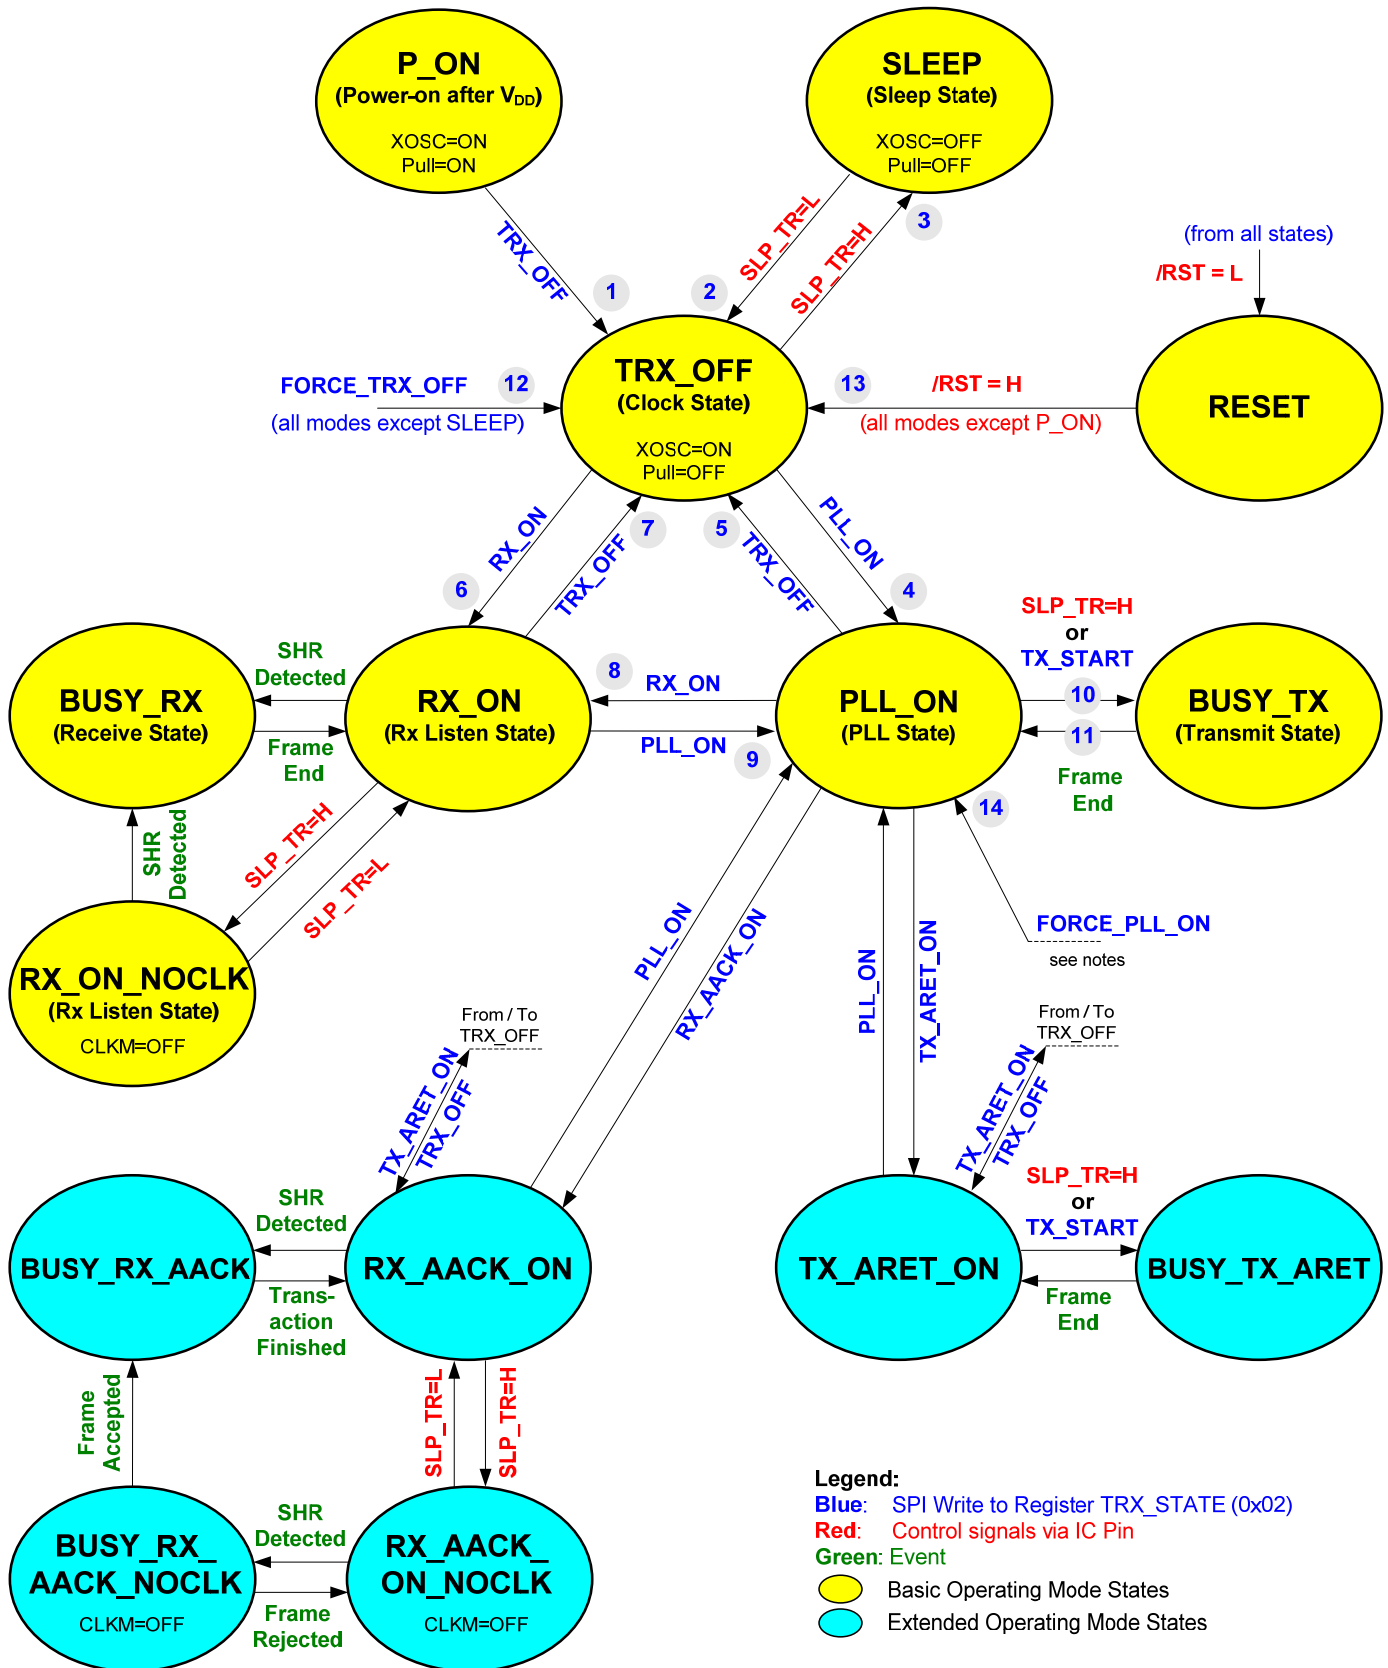 P_ON
(Power-on after VDD)
XOSC=ON
Pull=ON
SLEEP
(Sleep State)
XOSC=OFF
Pull=OFF
TRX_OFF
1
2
SLP_TR=L
SLP_TR=H
3
(from all states)
/RST = L
FORCE_TRX_OFF
12
(all modes except SLEEP)
TRX_OFF
(Clock State)
XOSC=ON
Pull=OFF
13
/RST = H
(all modes except P_ON)
RESET
RX_ON
6
7
TRX_OFF
5
TRX_OFF
PLL_ON
4
SHR
Detected
BUSY_RX
(Receive State)
Frame
End
RX_ON
(Rx Listen State)
8
RX_ON
PLL_ON
9
PLL_ON
(PLL State)
SLP_TR=H
or
TX_START
10
11
Frame
End
BUSY_TX
(Transmit State)
14
SHR
Detected
SLP_TR=H
SLP_TR=L
RX_ON_NOCLK
(Rx Listen State)
CLKM=OFF
PLL_ON
RX_AACK_ON
PLL_ON
TX_ARET_ON
FORCE_PLL_ON
see notes
From / To
TRX_OFF
TX_ARET_ON
TRX_OFF
From / To
TRX_OFF
TX_ARET_ON
TRX_OFF
BUSY_RX_AACK
SHR
Detected
Trans-
action
Finished
RX_AACK_ON
TX_ARET_ON
SLP_TR=H
or
TX_START
Frame
End
BUSY_TX_ARET
Frame
Accepted
SLP_TR=L
SLP_TR=H
BUSY_RX_
AACK_NOCLK
CLKM=OFF
SHR
Detected
Frame
Rejected
RX_AACK_
ON_NOCLK
CLKM=OFF
Legend:
Blue: SPI Write to Register TRX_STATE (0x02)
Red: Control signals via IC Pin
Green: Event
Basic Operating Mode States
Extended Operating Mode States